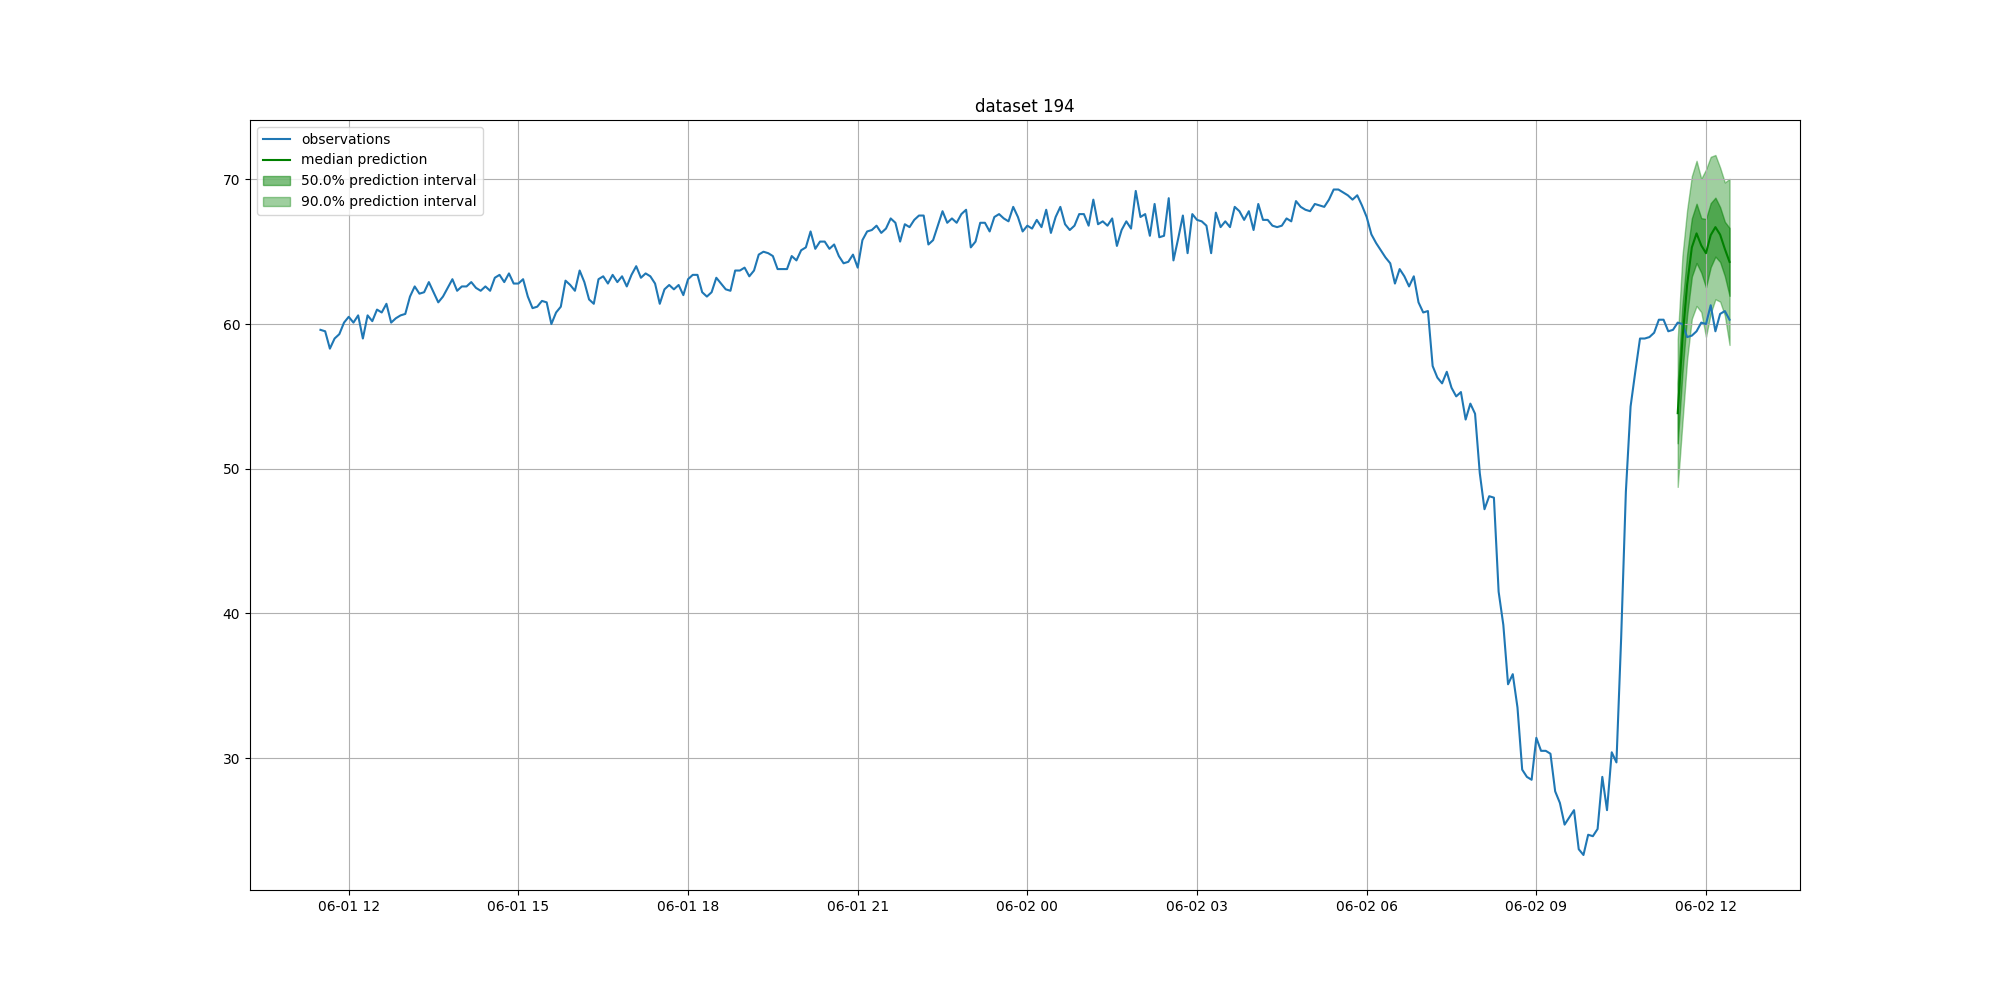 dataset 194
observations
median prediction
50.0% prediction interval
90.0% prediction interval
70
60
50
40
30
06-01 12
06-01 15
06-01 18
06-01 21
06-02 00
06-02 03
06-02 06
06-02 09
06-02 12